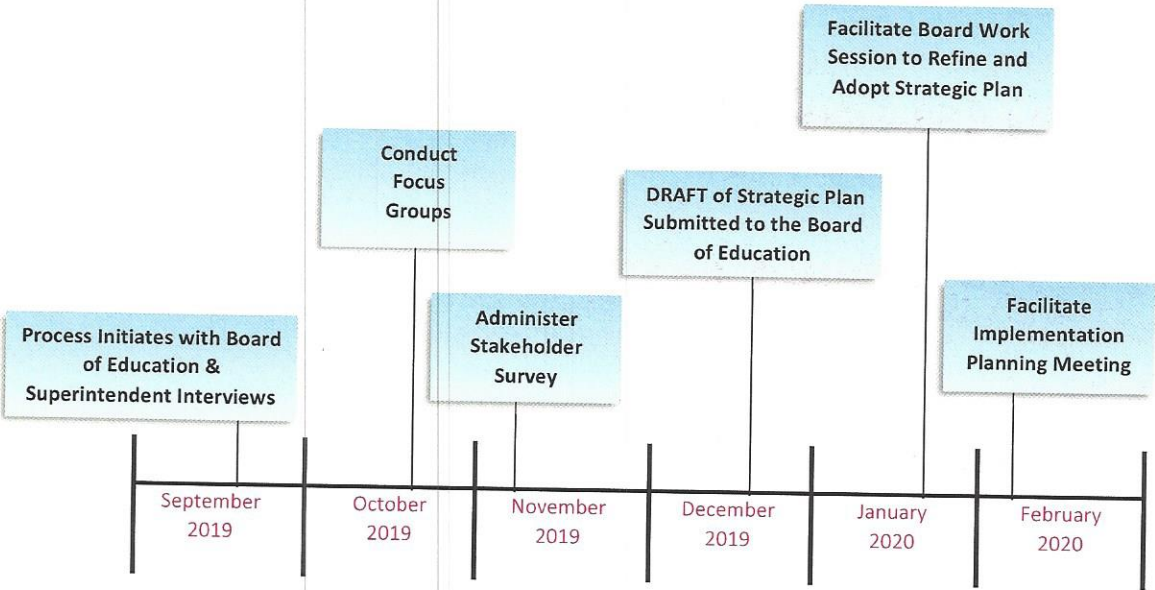 Facilitate Board Work
Session to Refine and
Adopt Strategic Plan
Conduct
Focus
Groups
DRAFT of Strategic Plan
Submitted to the Board
of Education
Process Initiates with Board
of Education &
Superintendent Interviews
Administer
Stakeholder
Survey
Facilitate
Implementation
Planning Meeting
September
2019
October
2019
November
2019
December
2019
January
2020
February
2020